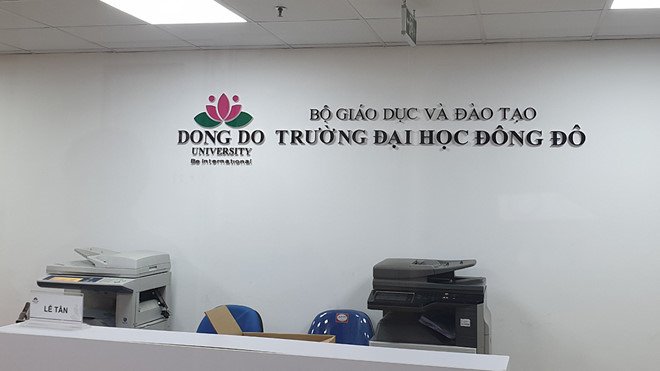 BỘ GIÁO DỤC VÀ ĐÀO TẠO
TRƯỜNG ĐẠI HỌC ĐÔNG ĐÔ
DONG DO
UNIVERSITY
Be international
LỄ TÂN